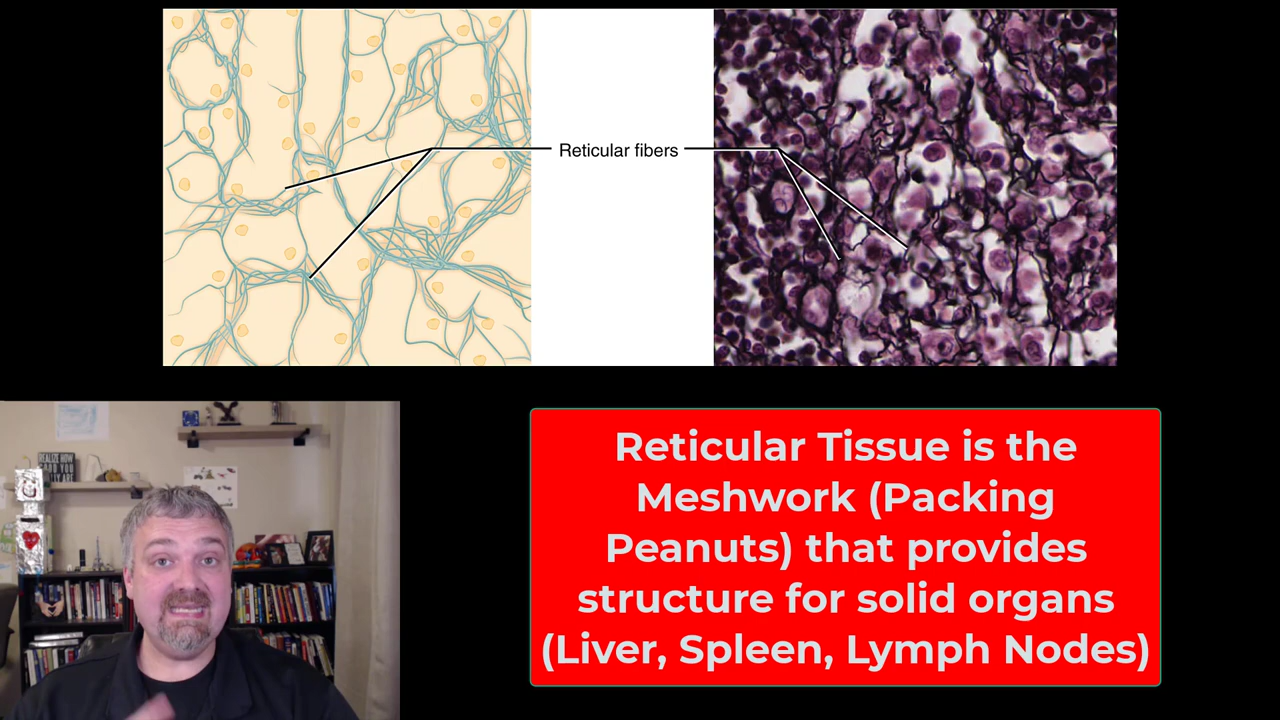 Reticular fibers
Reticular Tissue is the
Meshwork (Packing
Peanuts) that provides
structure for solid organs
(Liver, Spleen, Lymph Nodes)